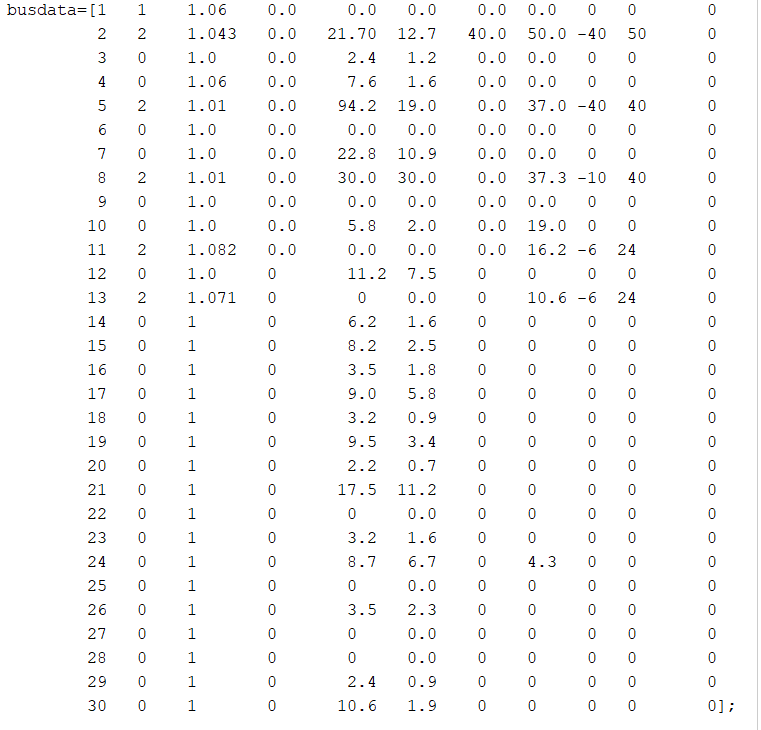 busdata=[1 1 1.06 0.0 0.0 0.0 0.0 0.0 0 0 0
2 2 1.043 0.0 21.70 12.7 40.0 50.0 -40 50 0
3 0 1.0 0.0 2.4 1.2 0.0 0.0 0 0 0
4 0 1.06 0.0 7.6 1.6 0.0 0.0 0 0 0
5 2 1.01 0.0 94.2 19.0 0.0 37.0 -40 40 0
6 0 1.0 0.0 0.0 0.0 0.0 0.0 0 0 0
7 0 1.0 0.0 22.8 10.9 0.0 0.0 0 0 0
8 2 1.01 0.0 30.0 30.0 0.0 37.3 -10 40 0
9 0 1.0 0.0 0.0 0.0 0.0 0.0 0 0 0
10 0 1.0 0.0 5.8 2.0 0.0 19.0 0 0 0
11 2 1.082 0.0 0.0 0.0 0.0 16.2 -6 24 0
12 0 1.0 0 11.2 7.5 0 0 0 0 0
13 2 1.071 0 0 0.0 0 10.6 -6 24 0
14 0 1 0 6.2 1.6 0 0 0 0 0
15 0 1 0 8.2 2.5 0 0 0 0 0
16 0 1 0 3.5 1.8 0 0 0 0 0
17 0 1 0 9.0 5.8 0 0 0 0 0
18 0 1 0 3.2 0.9 0 0 0 0 0
19 0 1 0 9.5 3.4 0 0 0 0 0
20 0 1 0 2.2 0.7 0 0 0 0 0
21 0 1 0 17.5 11.2 0 0 0 0 0
22 0 1 0 0 0.0 0 0 0 0 0
23 0 1 0 3.2 1.6 0 0 0 0 0
24 0 1 0 8.7 6.7 0 4.3 0 0 0
25 0 1 0 0 0.0 0 0 0 0 0
26 0 1 0 3.5 2.3 0 0 0 0 0
27 0 1 0 0 0.0 0 0 0 0 0
28 0 1 0 0 0.0 0 0 0 0 0
29 0 1 0 2.4 0.9 0 0 0 0 0
30 0 1 0 10.6 1.9 0 0 0 0 0];